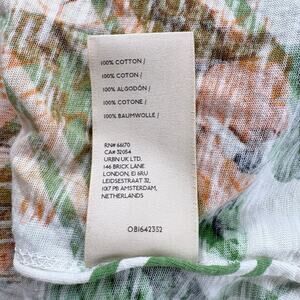 100% COTTON /
100% COTON /
100% ALGODÓN /
100% COTONE /
100% BAUMWOLLE /
RN# 66170
CA# 32054
URBN UK LTD,
146 BRICK LANE
LONDON, E1 6RU
LEIDSESTRAAT 32,
1017 PB AMSTERDAM,
NETHERLANDS
OB1642352